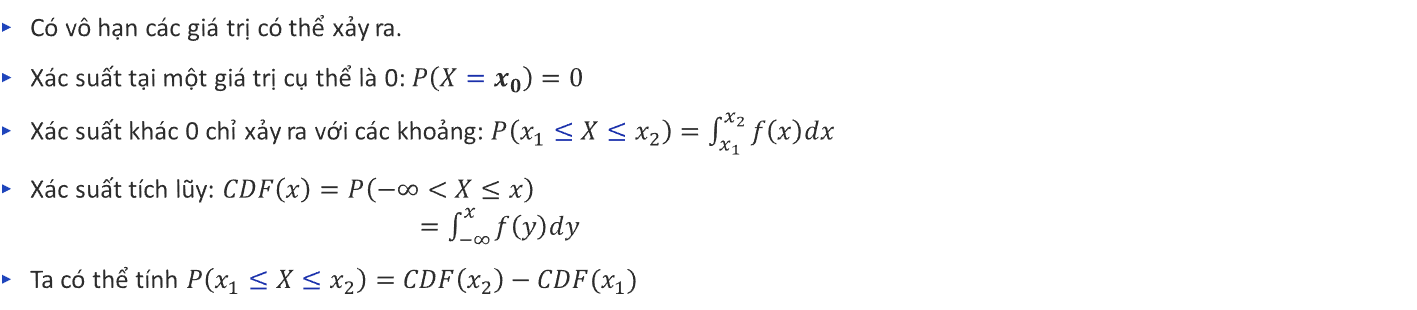 ▸ Có vô hạn các giá trị có thể xảy ra.
▸ Xác suất tại một giá trị cụ thể là 0: P(X = x₀) = 0
▸ Xác suất khác 0 chỉ xảy ra với các khoảng: P(x₁ ≤ X ≤ x₂) = ∫_{x₁}^{x₂} f(x)dx
▸ Xác suất tích lũy: CDF(x) = P(−∞ < X ≤ x)
= ∫_{−∞}^{x} f(y)dy
▸ Ta có thể tính P(x₁ ≤ X ≤ x₂) = CDF(x₂) − CDF(x₁)